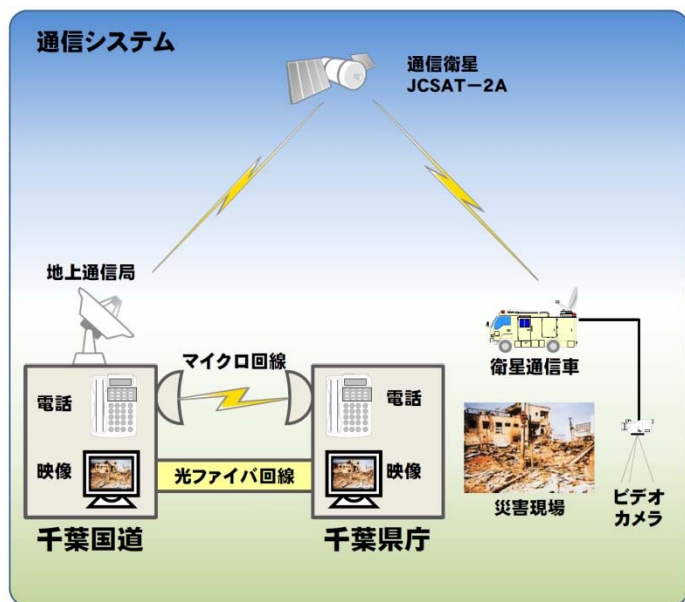 通信システム
通信衛星
JCSAT−2A
地上通信局
マイクロ回線
衛星通信車
電話
電話
映像
光ファイバ回線
映像
災害現場
ビデオ
カメラ
千葉国道
千葉県庁